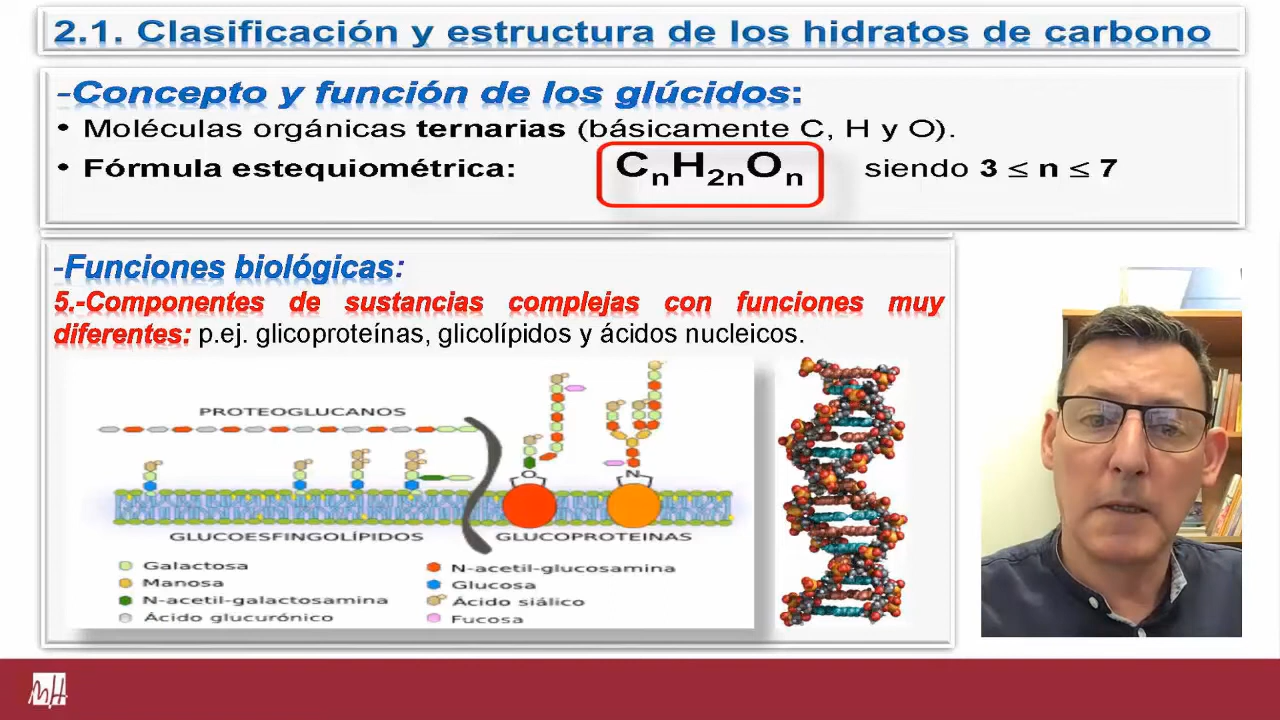 2.1. Clasificación y estructura de los hidratos de carbono
-Concepto y función de los glúcidos:
• Moléculas orgánicas ternarias (básicamente C, H y O).
• Fórmula estequiométrica: CnH2nOn siendo 3 ≤ n ≤ 7
-Funciones biológicas:
5.-Componentes de sustancias complejas con funciones muy
diferentes: p.ej. glicoproteínas, glicolípidos y ácidos nucleicos.
PROTEOGLUCANOS
O N
GLUCOESFINGOLÍPIDOS GLUCOPROTEINAS
Galactosa
Manosa
N-acetil-galactosamina
Ácido glucurónico
N-acetil-glucosamina
Glucosa
Ácido siálico
Fucosa
MH